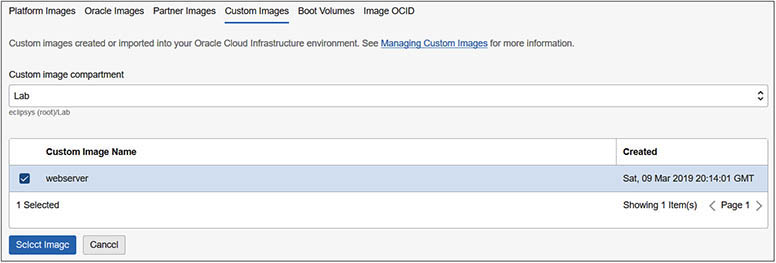 Platform Images Oracle Images Partner Images Custom Images Boot Volumes Image OCID
Custom images created or imported into your Oracle Cloud Infrastructure environment. See Managing Custom Images for more information.
Custom image compartment
Lab
eclipsys (root)/Lab
Custom Image Name Created
webserver Sat, 09 Mar 2019 20:14:01 GMT
1 Selected Showing 1 Item(s) < Page 1 >
Select Image Cancel